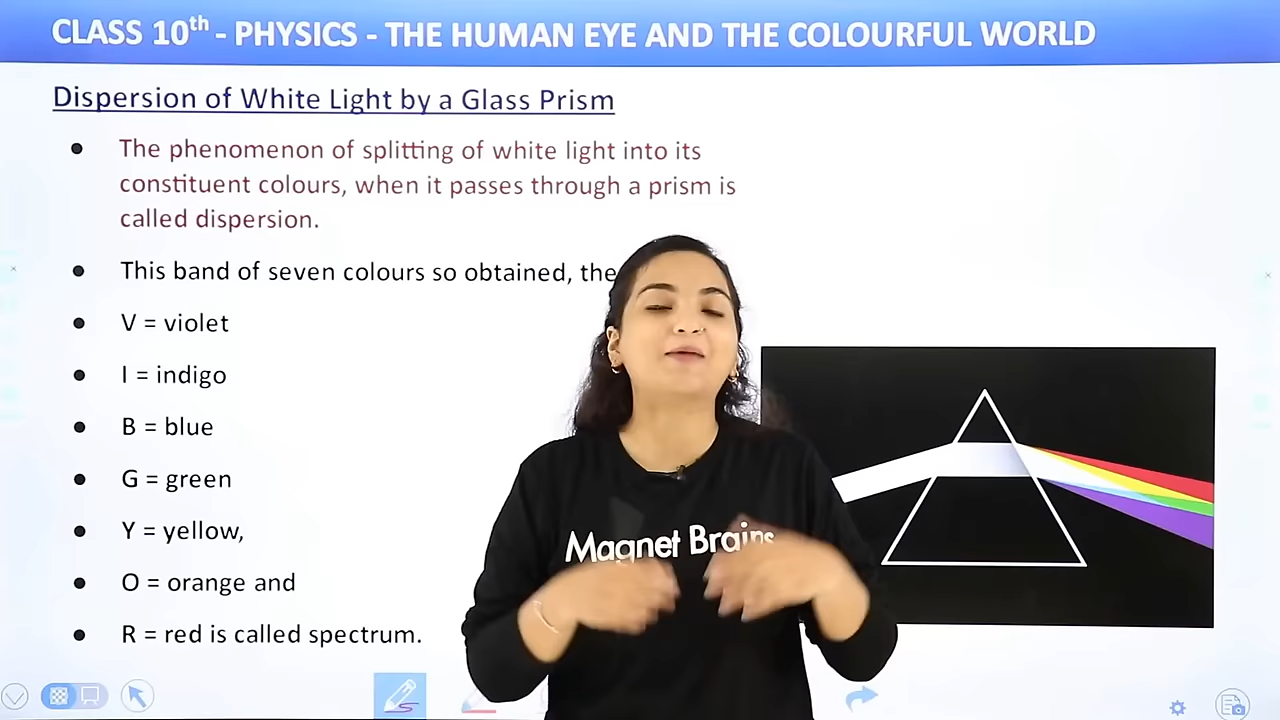 CLASS 10th - PHYSICS - THE HUMAN EYE AND THE COLOURFUL WORLD
Dispersion of White Light by a Glass Prism
• The phenomenon of splitting of white light into its
constituent colours, when it passes through a prism is
called dispersion.
• This band of seven colours so obtained, the
• V = violet
• I = indigo
• B = blue
• G = green
• Y = yellow,
• O = orange and
• R = red is called spectrum.
Magnet Brains